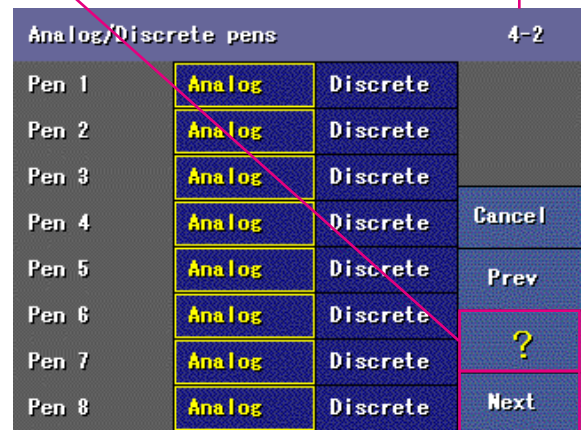 Analog/Discrete pens 4-2
Pen 1 Analog Discrete
Pen 2 Analog Discrete
Pen 3 Analog Discrete
Pen 4 Analog Discrete Cancel
Pen 5 Analog Discrete Prev
Pen 6 Analog Discrete
?
Pen 7 Analog Discrete
Pen 8 Analog Discrete Next